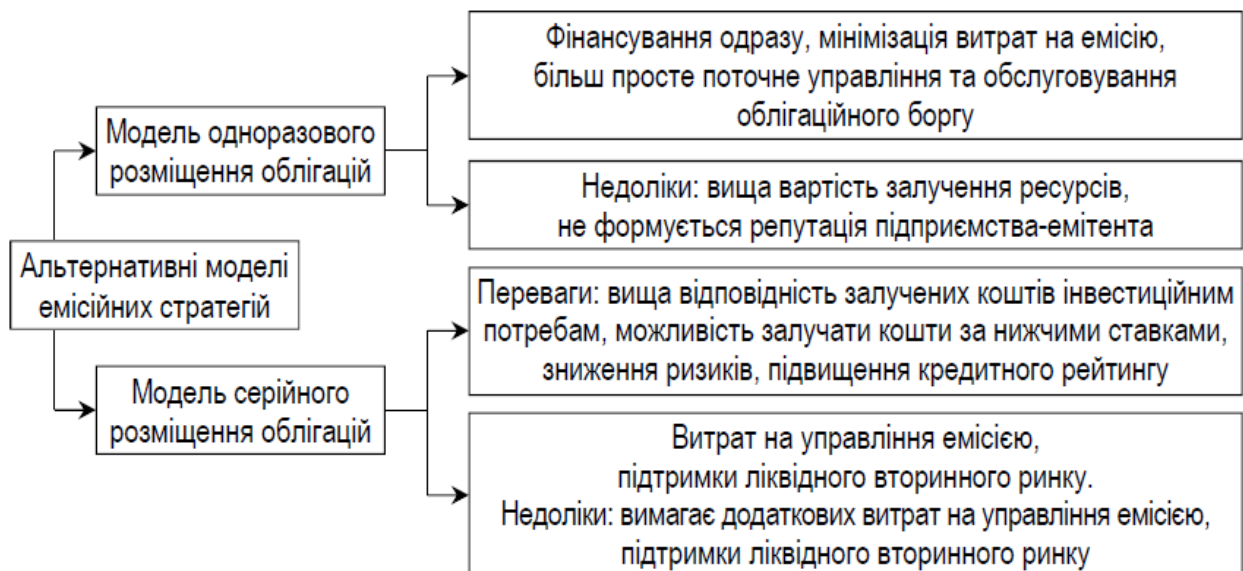 Альтернативні моделі
емісійних стратегій
Модель одноразового
розміщення облігацій
Фінансування одразу, мінімізація витрат на емісію,
більш просте поточне управління та обслуговування
облігаційного боргу
Недоліки: вища вартість залучення ресурсів,
не формується репутація підприємства-емітента
Модель серійного
розміщення облігацій
Переваги: вища відповідність залучених коштів інвестиційним
потребам, можливість залучати кошти за нижчими ставками,
зниження ризиків, підвищення кредитного рейтингу
Витрат на управління емісією,
підтримки ліквідного вторинного ринку.
Недоліки: вимагає додаткових витрат на управління емісією,
підтримки ліквідного вторинного ринку